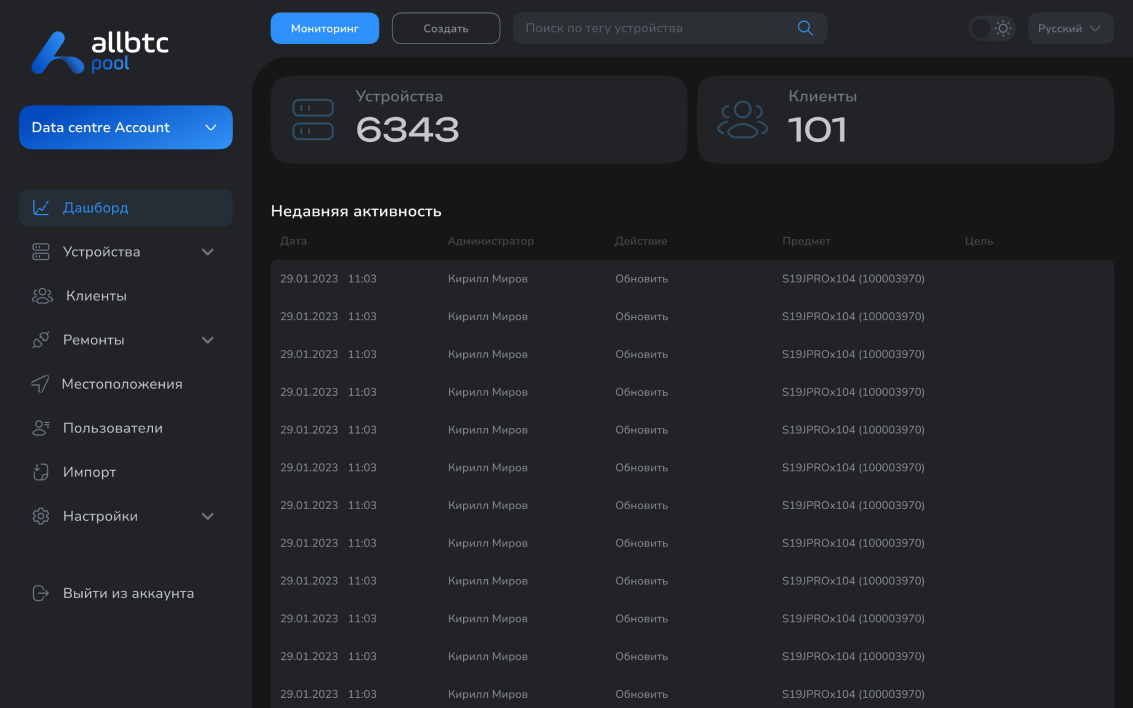 allbtc
pool
Мониторинг
Создать
Поиск по тегу устройства
Русский
Data centre Account
Дашборд
Устройства
Клиенты
Ремонты
Местоположения
Пользователи
Импорт
Настройки
Выйти из аккаунта
Устройства
6343
Клиенты
101
Недавняя активность
Дата Администратор Действие Предмет Цель
29.01.2023 11:03 Кирилл Миров Обновить S19JPROx104 (100003970)
29.01.2023 11:03 Кирилл Миров Обновить S19JPROx104 (100003970)
29.01.2023 11:03 Кирилл Миров Обновить S19JPROx104 (100003970)
29.01.2023 11:03 Кирилл Миров Обновить S19JPROx104 (100003970)
29.01.2023 11:03 Кирилл Миров Обновить S19JPROx104 (100003970)
29.01.2023 11:03 Кирилл Миров Обновить S19JPROx104 (100003970)
29.01.2023 11:03 Кирилл Миров Обновить S19JPROx104 (100003970)
29.01.2023 11:03 Кирилл Миров Обновить S19JPROx104 (100003970)
29.01.2023 11:03 Кирилл Миров Обновить S19JPROx104 (100003970)
29.01.2023 11:03 Кирилл Миров Обновить S19JPROx104 (100003970)
29.01.2023 11:03 Кирилл Миров Обновить S19JPROx104 (100003970)
29.01.2023 11:03 Кирилл Миров Обновить S19JPROx104 (100003970)